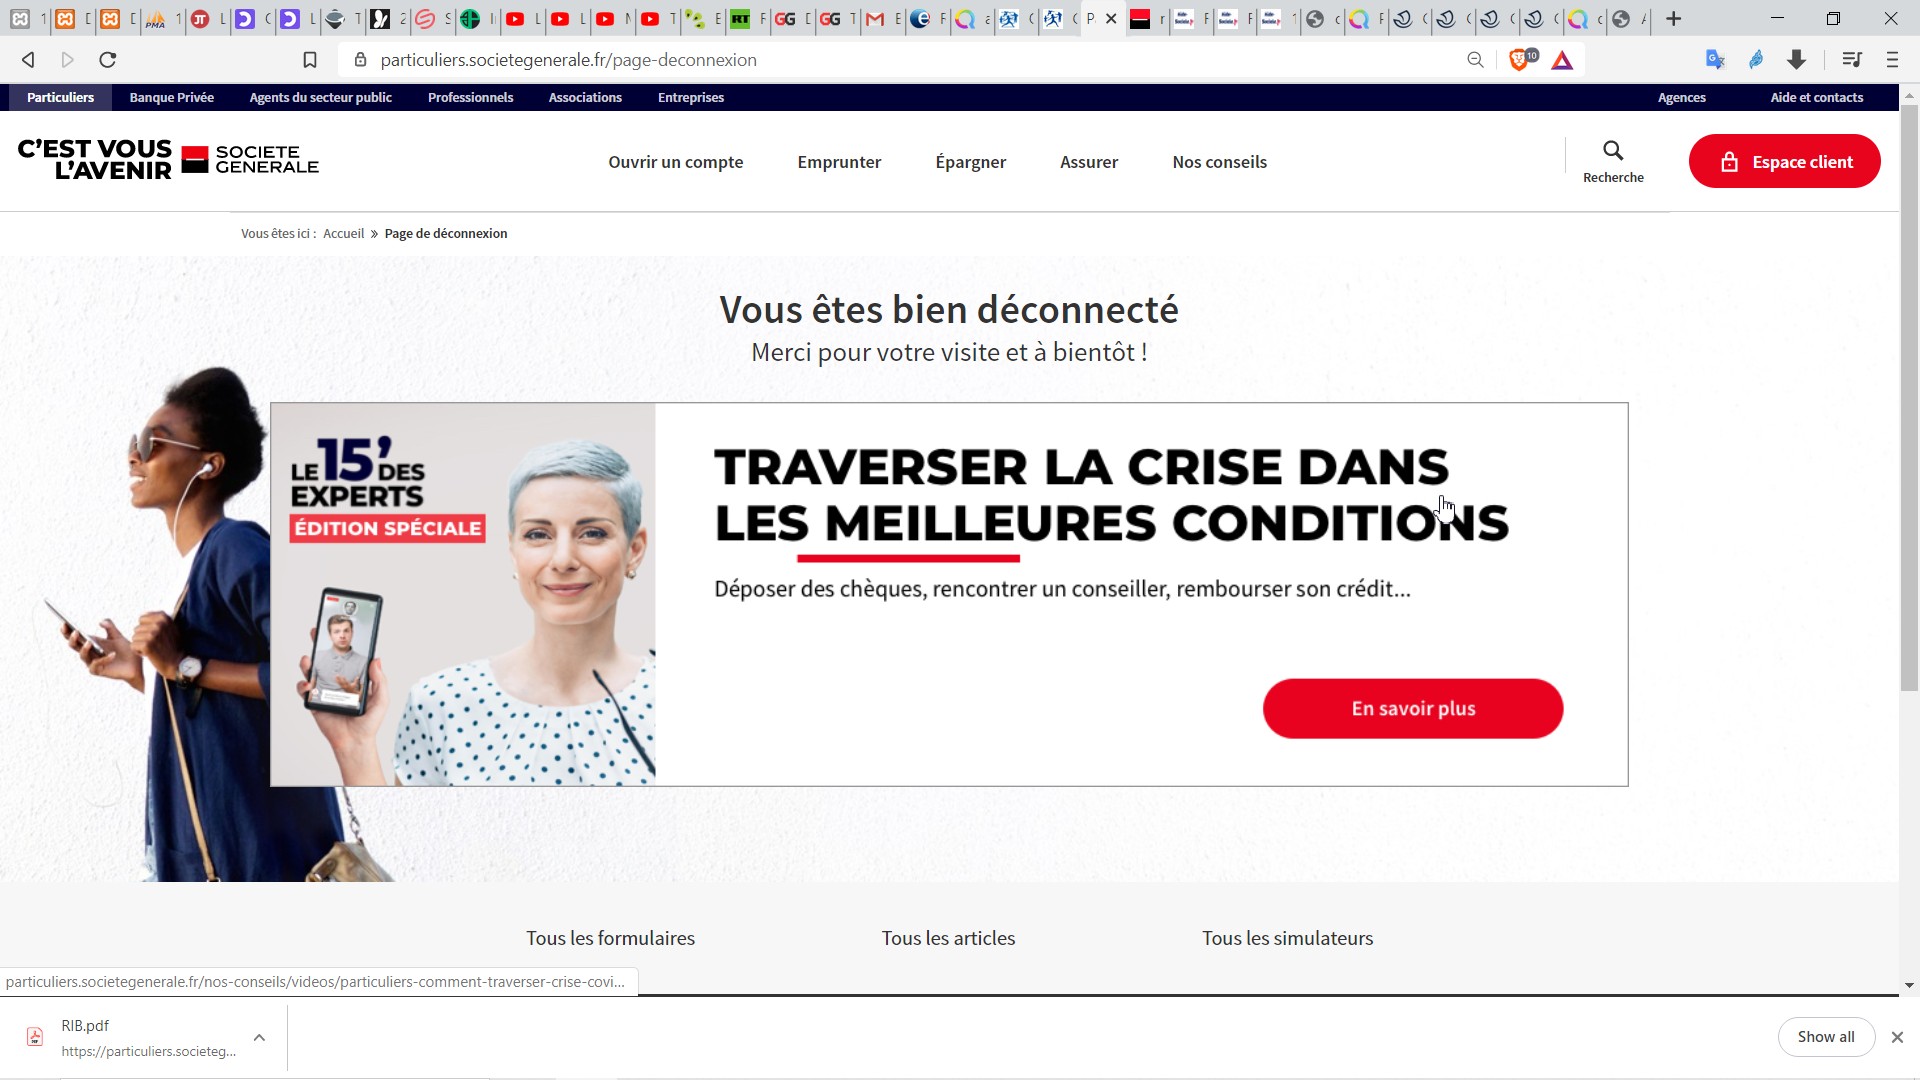 particuliers.societegenerale.fr/page-deconnexion
10
Particuliers
Banque Privée
Agents du secteur public
Professionnels
Associations
Entreprises
Agences
Aide et contacts
C'EST VOUS
L'AVENIR
SOCIETE
GENERALE
Ouvrir un compte
Emprunter
Épargner
Assurer
Nos conseils
Recherche
Espace client
Vous êtes ici : Accueil » Page de déconnexion
Vous êtes bien déconnecté
Merci pour votre visite et à bientôt !
LE 15' DES
EXPERTS
ÉDITION SPÉCIALE
TRAVERSER LA CRISE DANS
LES MEILLEURES CONDITIONS
Déposer des chèques, rencontrer un conseiller, rembourser son crédit...
En savoir plus
Tous les formulaires
Tous les articles
Tous les simulateurs
particuliers.societegenerale.fr/nos-conseils/videos/particuliers-comment-traverser-crise-covi...
RIB.pdf
https://particuliers.societeg...
Show all